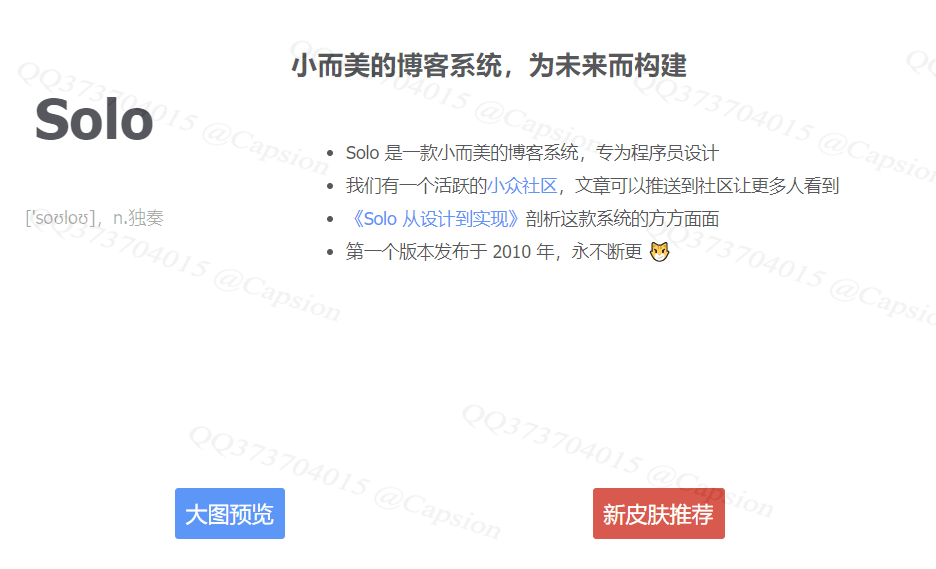 小而美的博客系统，为未来而构建
Solo
Solo 是一款小而美的博客系统，专为程序员设计
我们有一个活跃的小众社区，文章可以推送到社区让更多人看到
['soʊloʊ]，n.独奏
《Solo 从设计到实现》剖析这款系统的方方面面
第一个版本发布于 2010 年，永不断更
大图预览
新皮肤推荐
QQ373704015 @Capsion
QQ373704015 @Capsion
QQ373704015 @Capsion
QQ373704015 @Capsion
QQ373704015 @Capsion
QQ373704015 @Capsion
QQ373704015 @Capsion